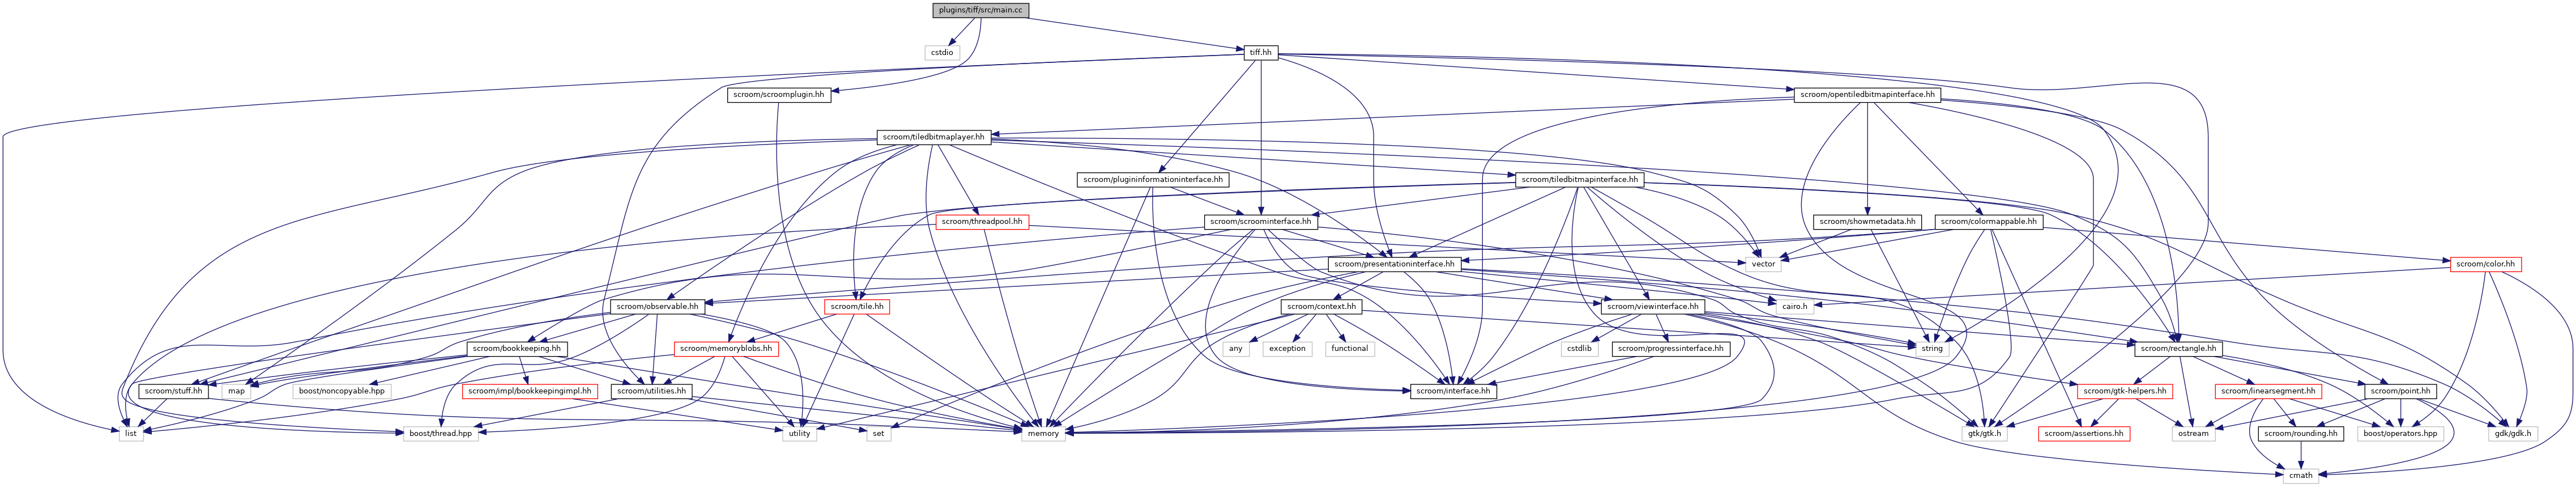 plugins/tiff/src/main.cc
cstdio
tiff.hh
scroom/scroomplugin.hh
scroom/opentiledbitmapinterface.hh
scroom/tiledbitmaplayer.hh
scroom/plugininformationinterface.hh
scroom/tiledbitmapinterface.hh
scroom/threadpool.hh
scroom/scroominterface.hh
scroom/showmetadata.hh
scroom/colormappable.hh
scroom/presentationinterface.hh
vector
scroom/color.hh
scroom/observable.hh
scroom/tile.hh
scroom/context.hh
scroom/viewinterface.hh
cairo.h
scroom/bookkeeping.hh
scroom/memoryblobs.hh
any
exception
functional
cstdlib
scroom/progressinterface.hh
string
scroom/rectangle.hh
scroom/stuff.hh
map
boost/noncopyable.hpp
scroom/impl/bookkeepingimpl.hh
scroom/utilities.hh
scroom/interface.hh
scroom/gtk-helpers.hh
scroom/linearsegment.hh
scroom/point.hh
list
boost/thread.hpp
utility
set
memory
gtk/gtk.h
scroom/assertions.hh
ostream
scroom/rounding.hh
boost/operators.hpp
gdk/gdk.h
cmath